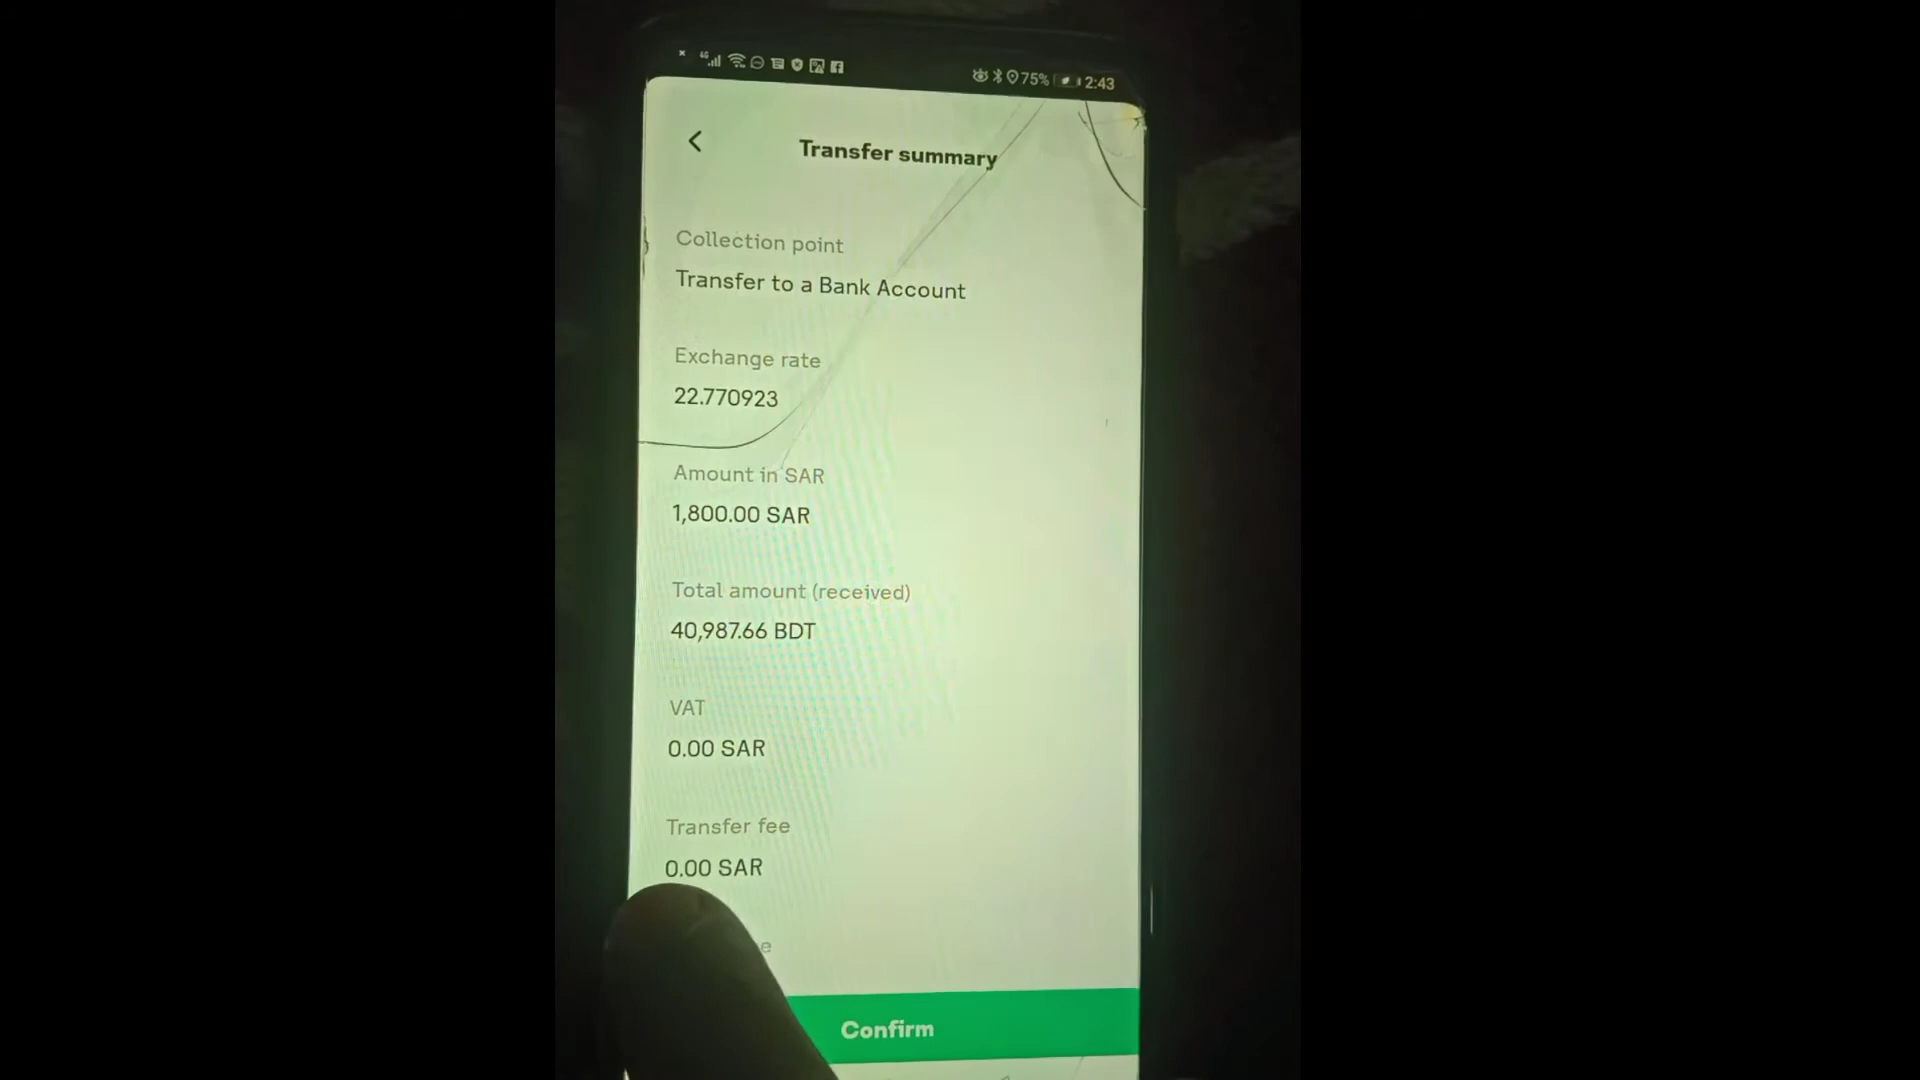 4G 75% 2:43
Transfer summary
Collection point
Transfer to a Bank Account
Exchange rate
22.770923
Amount in SAR
1,800.00 SAR
Total amount (received)
40,987.66 BDT
VAT
0.00 SAR
Transfer fee
0.00 SAR
Confirm